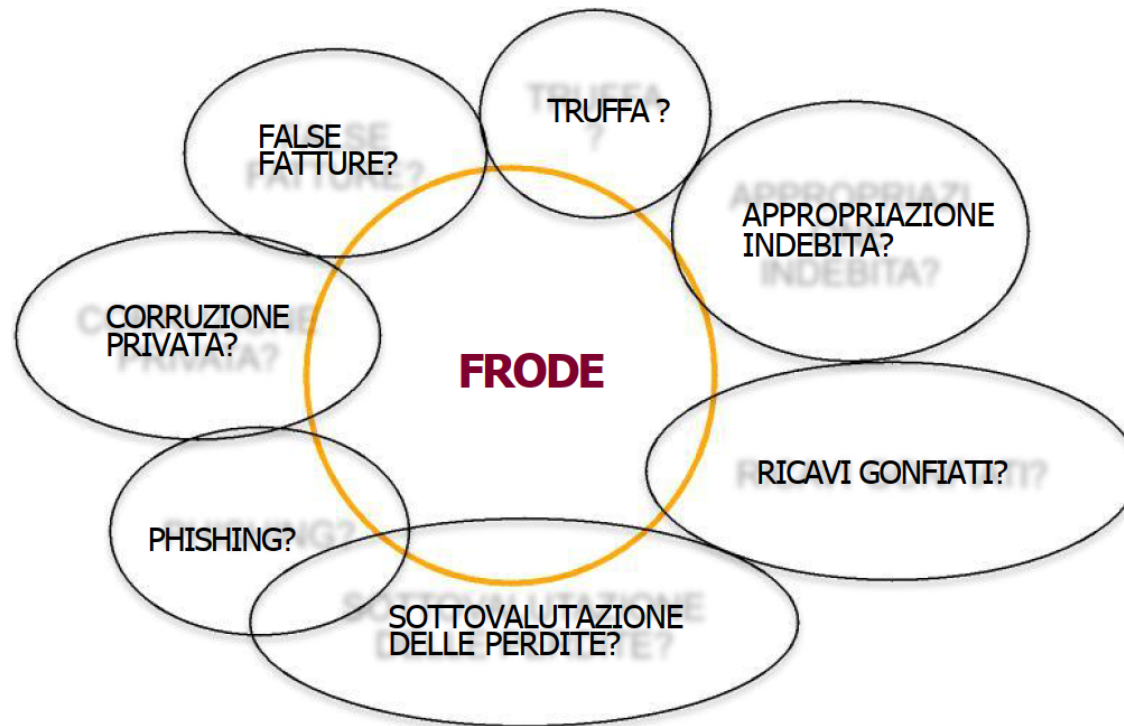 TRUFFA ?
FALSE
FATTURE?
APPROPRIAZIONE
INDEBITA?
CORRUZIONE
PRIVATA?
FRODE
RICAVI GONFIATI?
PHISHING?
SOTTOVALUTAZIONE
DELLE PERDITE?